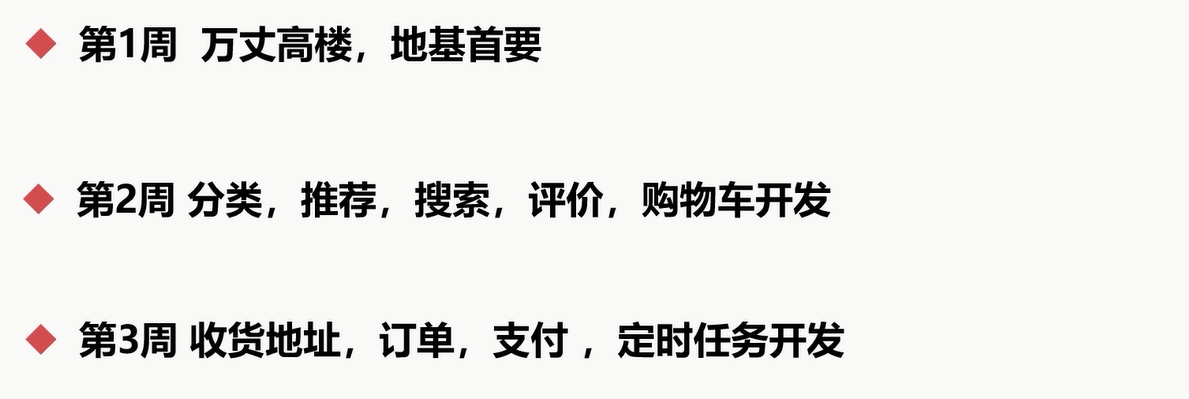 第1周 万丈高楼，地基首要
第2周 分类，推荐，搜索，评价，购物车开发
第3周 收货地址，订单，支付 ，定时任务开发